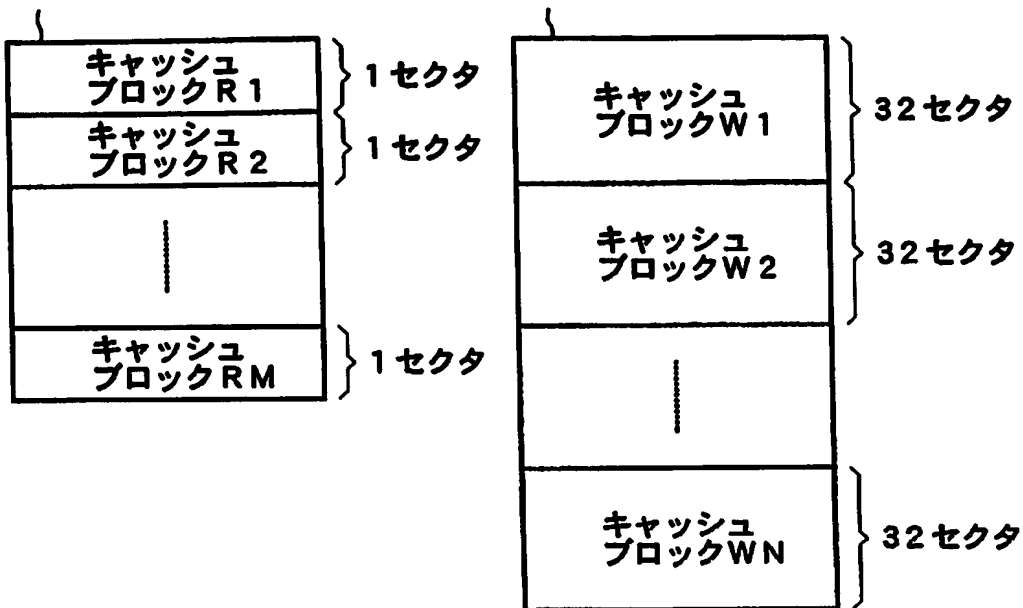 キャッシュ
ブロックR1
1セクタ
キャッシュ
ブロックR2
1セクタ
キャッシュ
ブロックRM
1セクタ
キャッシュ
ブロックW1
32セクタ
キャッシュ
ブロックW2
32セクタ
キャッシュ
ブロックWN
32セクタ